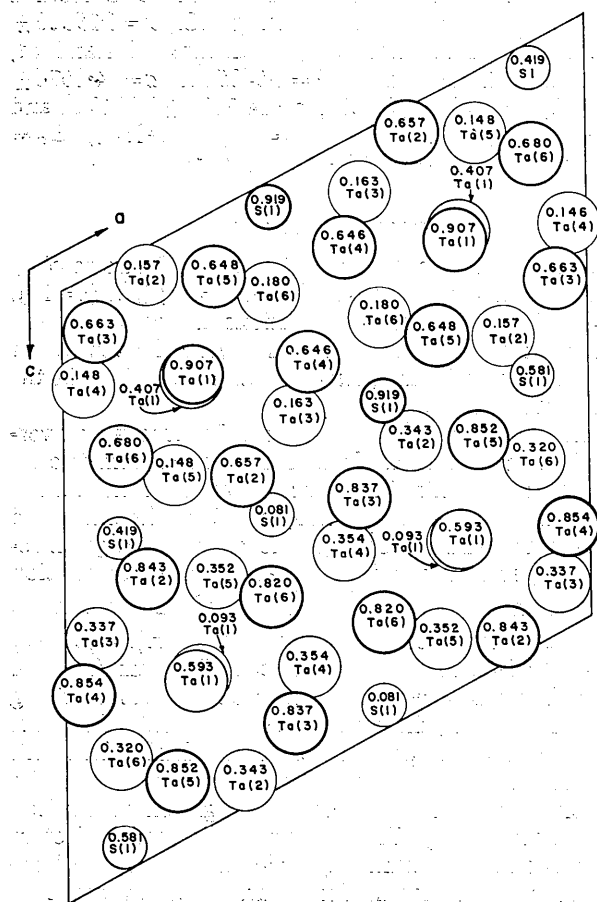 0.419
S1
0.657
Ta(2)
0.148
Ta(5)
0.680
Ta(6)
0.407
Ta(1)
0.163
Ta(3)
0.919
S(1)
0.146
Ta(4)
0.907
Ta(1)
0.646
Ta(4)
a
0.663
Ta(3)
0.157
Ta(2)
0.648
Ta(5)
0.180
Ta(6)
0.180
Ta(6)
0.648
Ta(5)
0.157
Ta(2)
0.663
Ta(3)
C
0.646
Ta(4)
0.907
Ta(1)
0.581
S(1)
0.148
Ta(4)
0.407
Ta(1)
0.919
S(1)
0.163
Ta(3)
0.343
Ta(2)
0.852
Ta(5)
0.320
Ta(6)
0.680
Ta(6)
0.148
Ta(5)
0.657
Ta(2)
0.837
Ta(3)
0.081
S(1)
0.854
Ta(4)
0.419
S(1)
0.354
Ta(4)
0.093
Ta(1)
0.593
Ta(1)
0.843
Ta(2)
0.352
Ta(5)
0.820
Ta(6)
0.337
Ta(3)
0.093
Ta(1)
0.820
Ta(6)
0.352
Ta(5)
0.843
Ta(2)
0.337
Ta(3)
0.593
Ta(1)
0.354
Ta(4)
0.854
Ta(4)
0.081
S(1)
0.837
Ta(3)
0.320
Ta(6)
0.852
Ta(5)
0.343
Ta(2)
0.581
S(1)